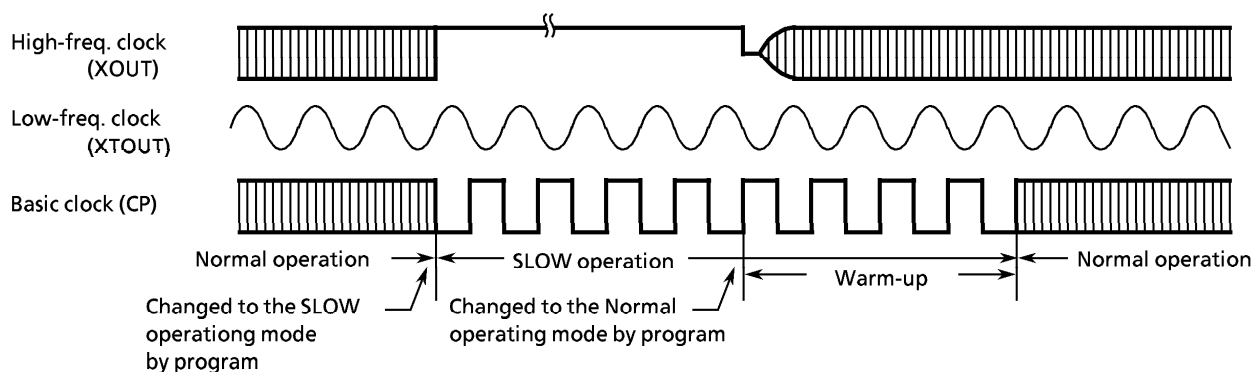 High-freq. clock
(XOUT)
Low-freq. clock
(XTOUT)
Basic clock (CP)
Normal operation
SLOW operation
Normal operation
Warm-up
Changed to the SLOW
operationg mode
by program
Changed to the Normal
operating mode by program